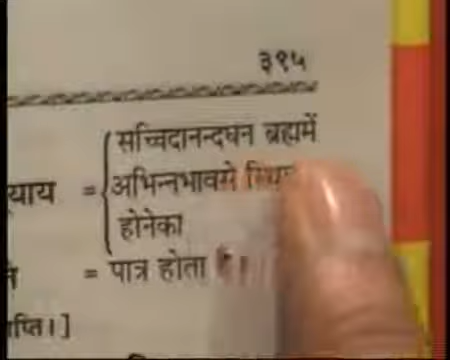 ३९५
सच्चिदानन्दघन ब्रह्ममें
याय = अभिन्नभावसे
होनेका
= पात्र होता है।
प्ति।]